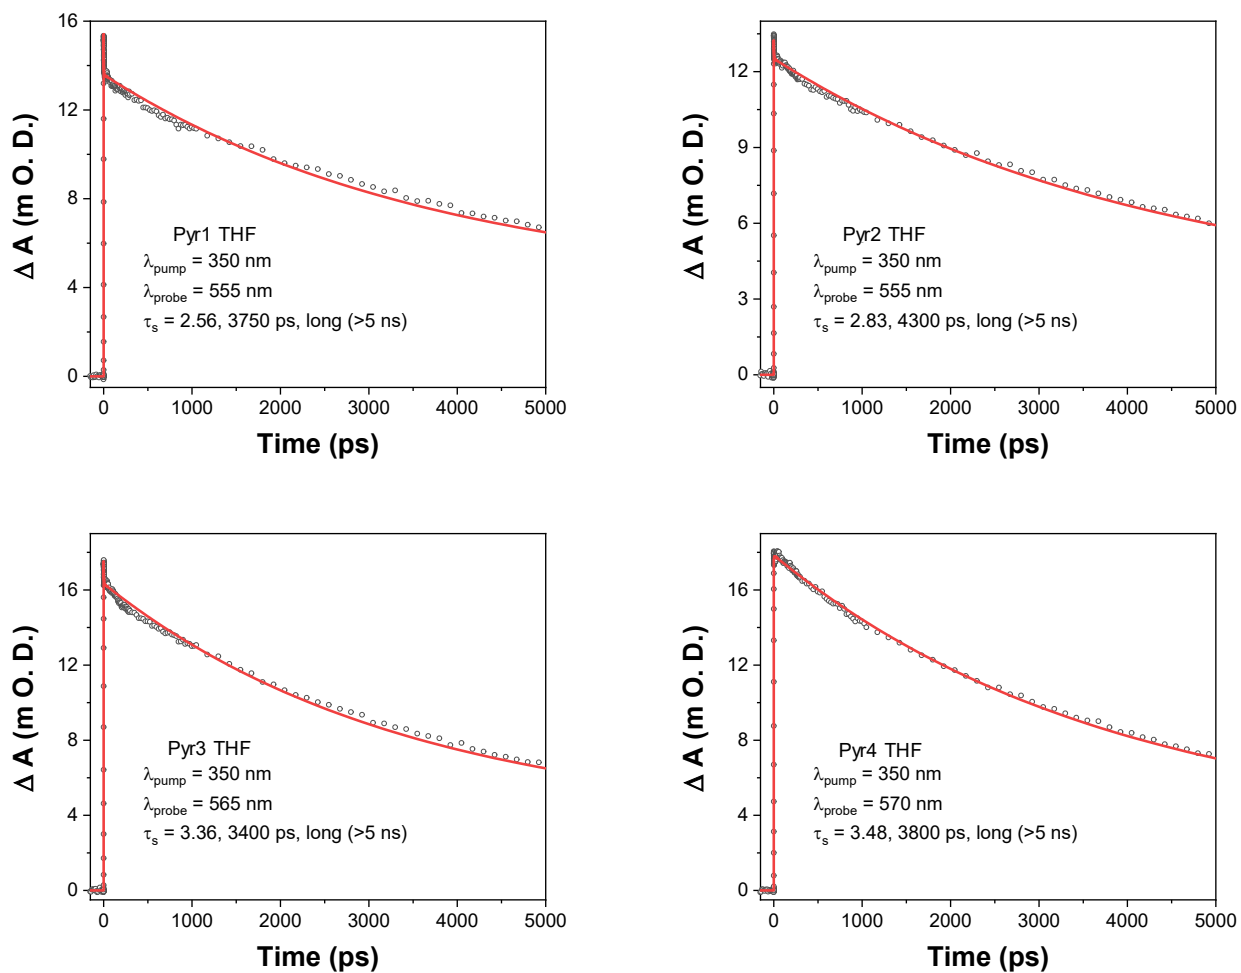 16
12
8
4
0
Δ A (m O. D.)
Pyr1 THF
λpump = 350 nm
λprobe = 555 nm
τs = 2.56, 3750 ps, long (>5 ns)
0 1000 2000 3000 4000 5000
Time (ps)
12
9
6
3
0
Δ A (m O. D.)
Pyr2 THF
λpump = 350 nm
λprobe = 555 nm
τs = 2.83, 4300 ps, long (>5 ns)
0 1000 2000 3000 4000 5000
Time (ps)
16
12
8
4
0
Δ A (m O. D.)
Pyr3 THF
λpump = 350 nm
λprobe = 565 nm
τs = 3.36, 3400 ps, long (>5 ns)
0 1000 2000 3000 4000 5000
Time (ps)
16
12
8
4
0
Δ A (m O. D.)
Pyr4 THF
λpump = 350 nm
λprobe = 570 nm
τs = 3.48, 3800 ps, long (>5 ns)
0 1000 2000 3000 4000 5000
Time (ps)